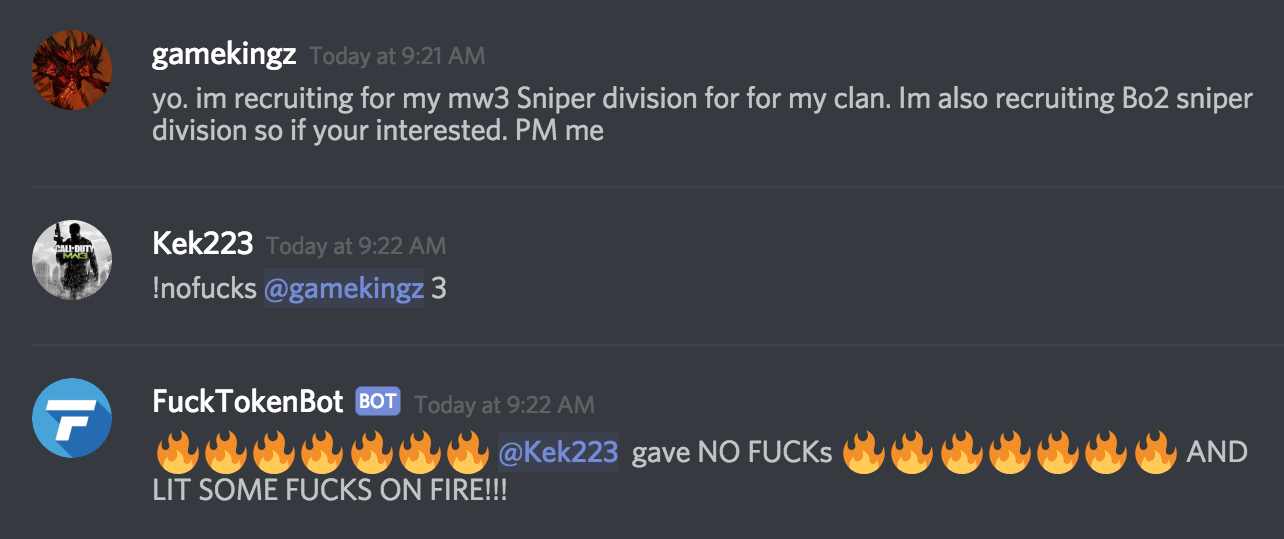 gamekingz Today at 9:21 AM
yo. im recruiting for my mw3 Sniper division for for my clan. Im also recruiting Bo2 sniper
division so if your interested. PM me
CALL·DUTY
MW3
Kek223 Today at 9:22 AM
!nofucks @gamekingz 3
F
FuckTokenBot BOT Today at 9:22 AM
🔥🔥🔥🔥🔥🔥🔥 @Kek223 gave NO FUCKs 🔥🔥🔥🔥🔥🔥🔥 AND
LIT SOME FUCKS ON FIRE!!!